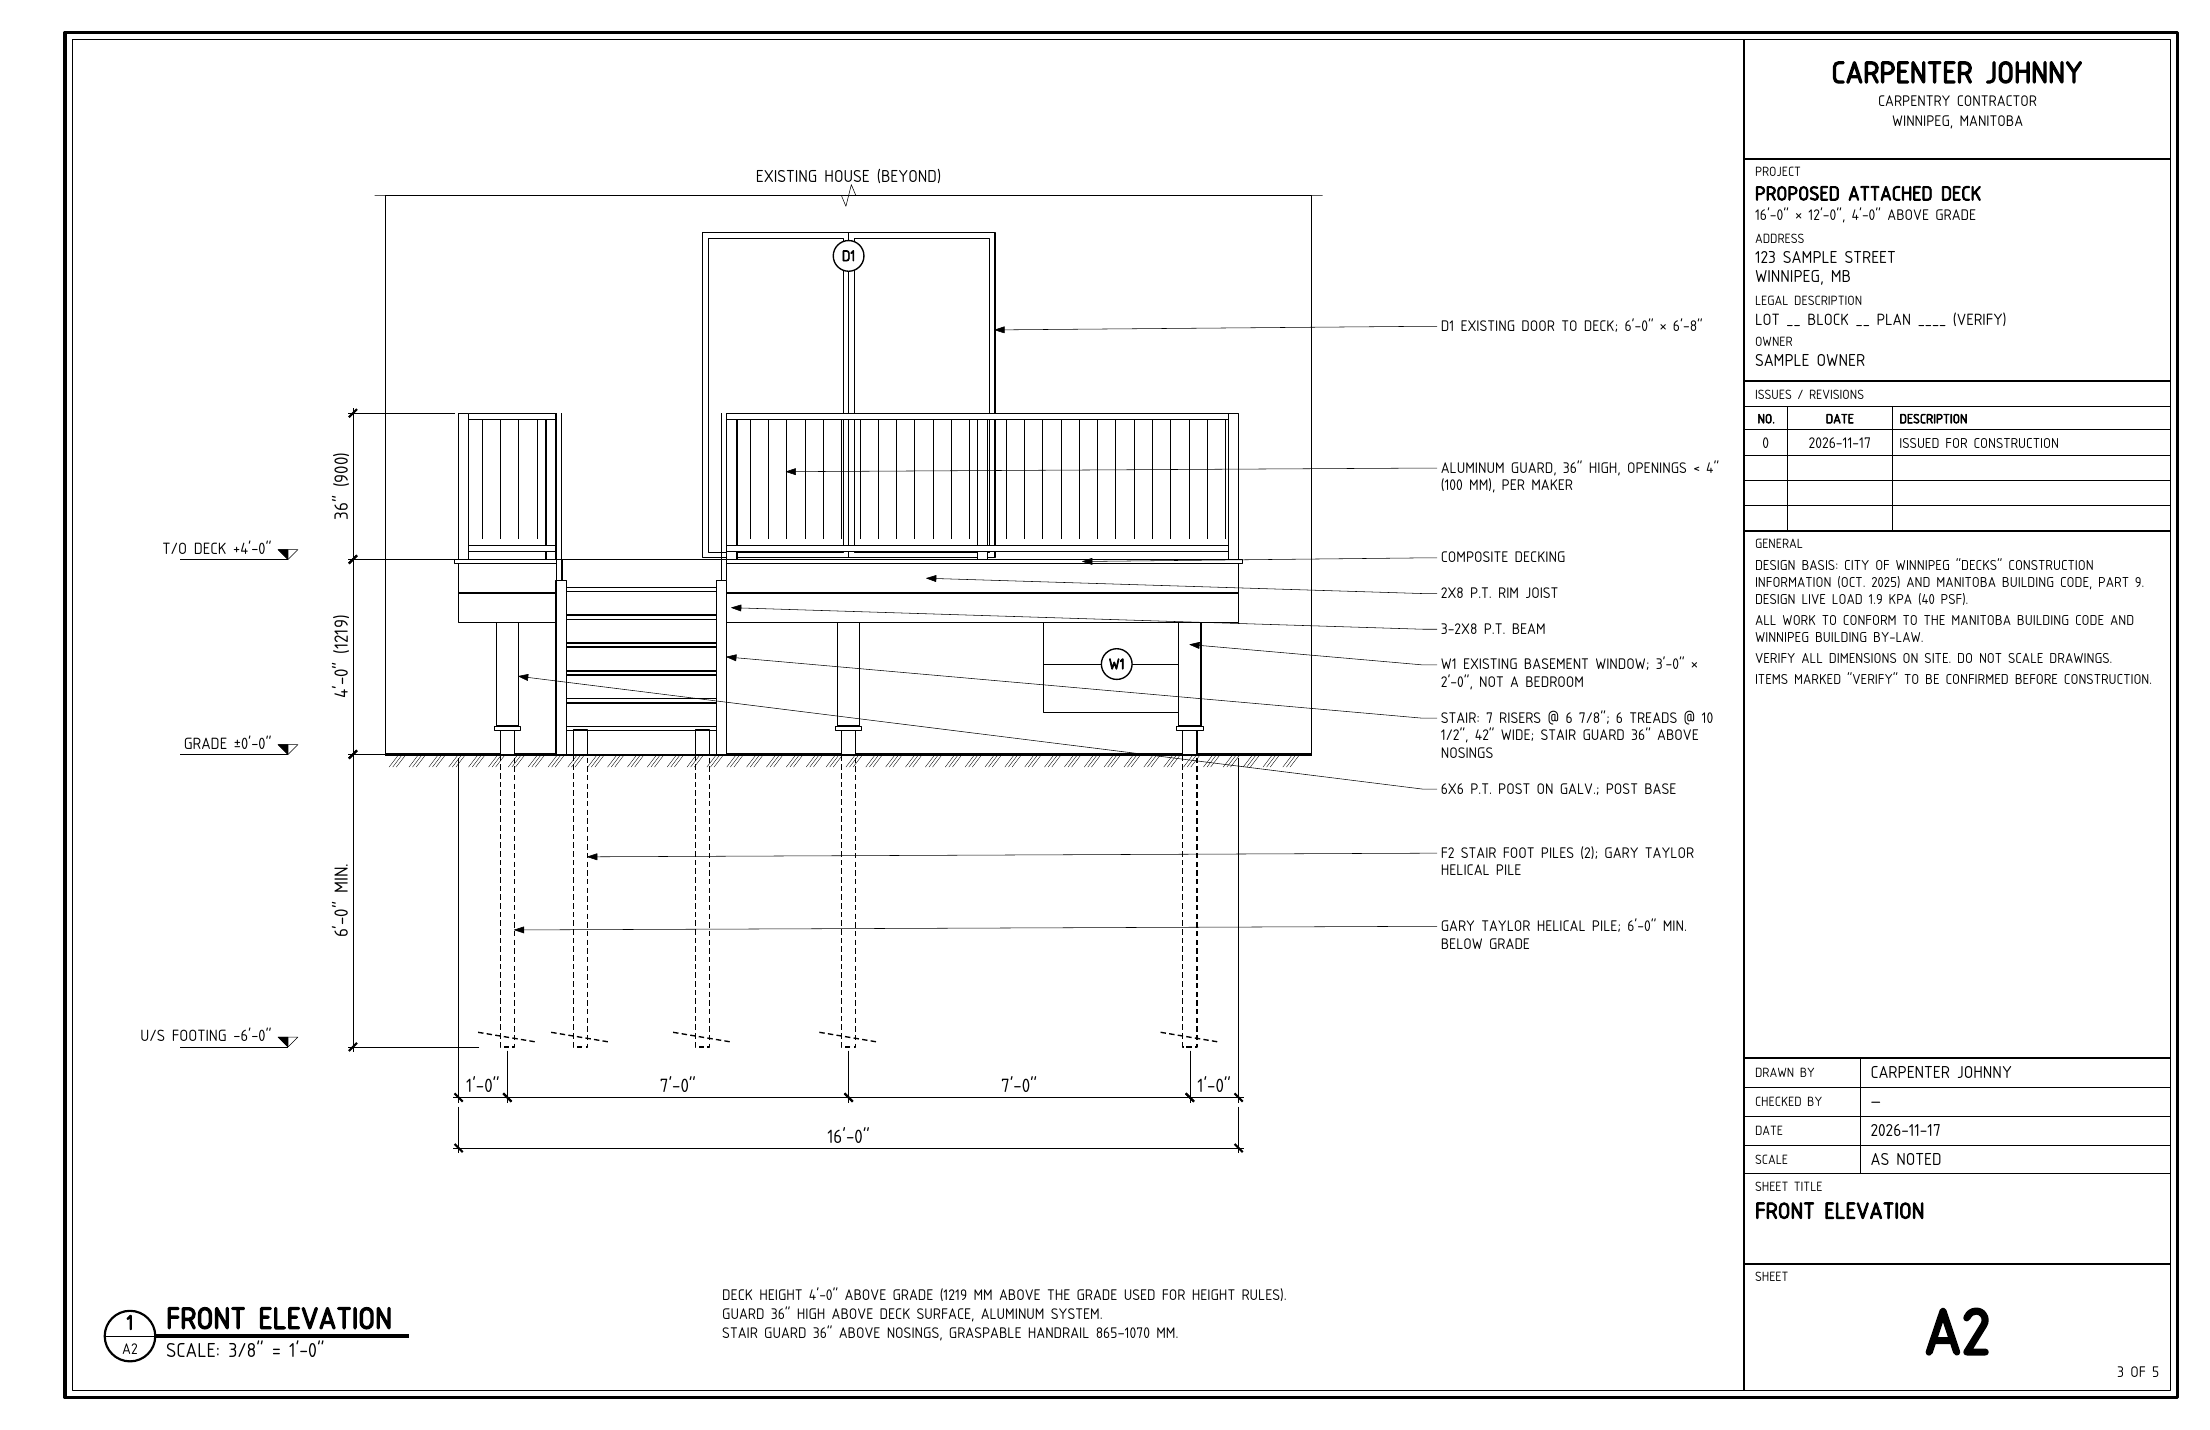 EXISTING HOUSE (BEYOND)
D1
D1 EXISTING DOOR TO DECK; 6'-0" × 6'-8"
36" (900)
ALUMINUM GUARD, 36" HIGH, OPENINGS < 4"
(100 MM), PER MAKER
T/O DECK +4'-0"
COMPOSITE DECKING
2X8 P.T. RIM JOIST
3-2X8 P.T. BEAM
4'-0" (1219)
W1
W1 EXISTING BASEMENT WINDOW; 3'-0" ×
2'-0", NOT A BEDROOM
STAIR: 7 RISERS @ 6 7/8"; 6 TREADS @ 10
1/2", 42" WIDE; STAIR GUARD 36" ABOVE
NOSINGS
GRADE ±0'-0"
6X6 P.T. POST ON GALV.; POST BASE
F2 STAIR FOOT PILES (2); GARY TAYLOR
HELICAL PILE
6'-0" MIN.
GARY TAYLOR HELICAL PILE; 6'-0" MIN.
BELOW GRADE
U/S FOOTING -6'-0"
1'-0"
7'-0"
7'-0"
1'-0"
16'-0"
DECK HEIGHT 4'-0" ABOVE GRADE (1219 MM ABOVE THE GRADE USED FOR HEIGHT RULES).
GUARD 36" HIGH ABOVE DECK SURFACE, ALUMINUM SYSTEM.
STAIR GUARD 36" ABOVE NOSINGS, GRASPABLE HANDRAIL 865-1070 MM.
1
A2
FRONT ELEVATION
SCALE: 3/8" = 1'-0"
CARPENTER JOHNNY
CARPENTRY CONTRACTOR
WINNIPEG, MANITOBA
PROJECT
PROPOSED ATTACHED DECK
16'-0" × 12'-0", 4'-0" ABOVE GRADE
ADDRESS
123 SAMPLE STREET
WINNIPEG, MB
LEGAL DESCRIPTION
LOT __ BLOCK __ PLAN ____ (VERIFY)
OWNER
SAMPLE OWNER
ISSUES / REVISIONS
NO. DATE DESCRIPTION
0 2026-11-17 ISSUED FOR CONSTRUCTION
GENERAL
DESIGN BASIS: CITY OF WINNIPEG "DECKS" CONSTRUCTION
INFORMATION (OCT. 2025) AND MANITOBA BUILDING CODE, PART 9.
DESIGN LIVE LOAD 1.9 KPA (40 PSF).
ALL WORK TO CONFORM TO THE MANITOBA BUILDING CODE AND
WINNIPEG BUILDING BY-LAW.
VERIFY ALL DIMENSIONS ON SITE. DO NOT SCALE DRAWINGS.
ITEMS MARKED "VERIFY" TO BE CONFIRMED BEFORE CONSTRUCTION.
DRAWN BY CARPENTER JOHNNY
CHECKED BY —
DATE 2026-11-17
SCALE AS NOTED
SHEET TITLE
FRONT ELEVATION
SHEET
A2
3 OF 5